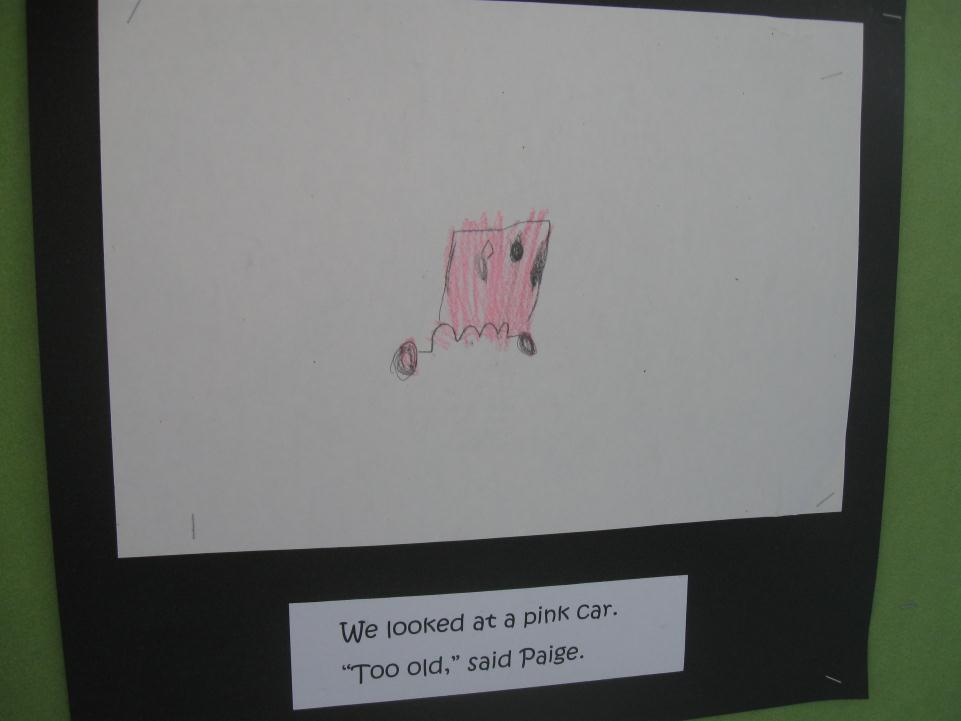 We looked at a pink car.
“Too old,” said Paige.